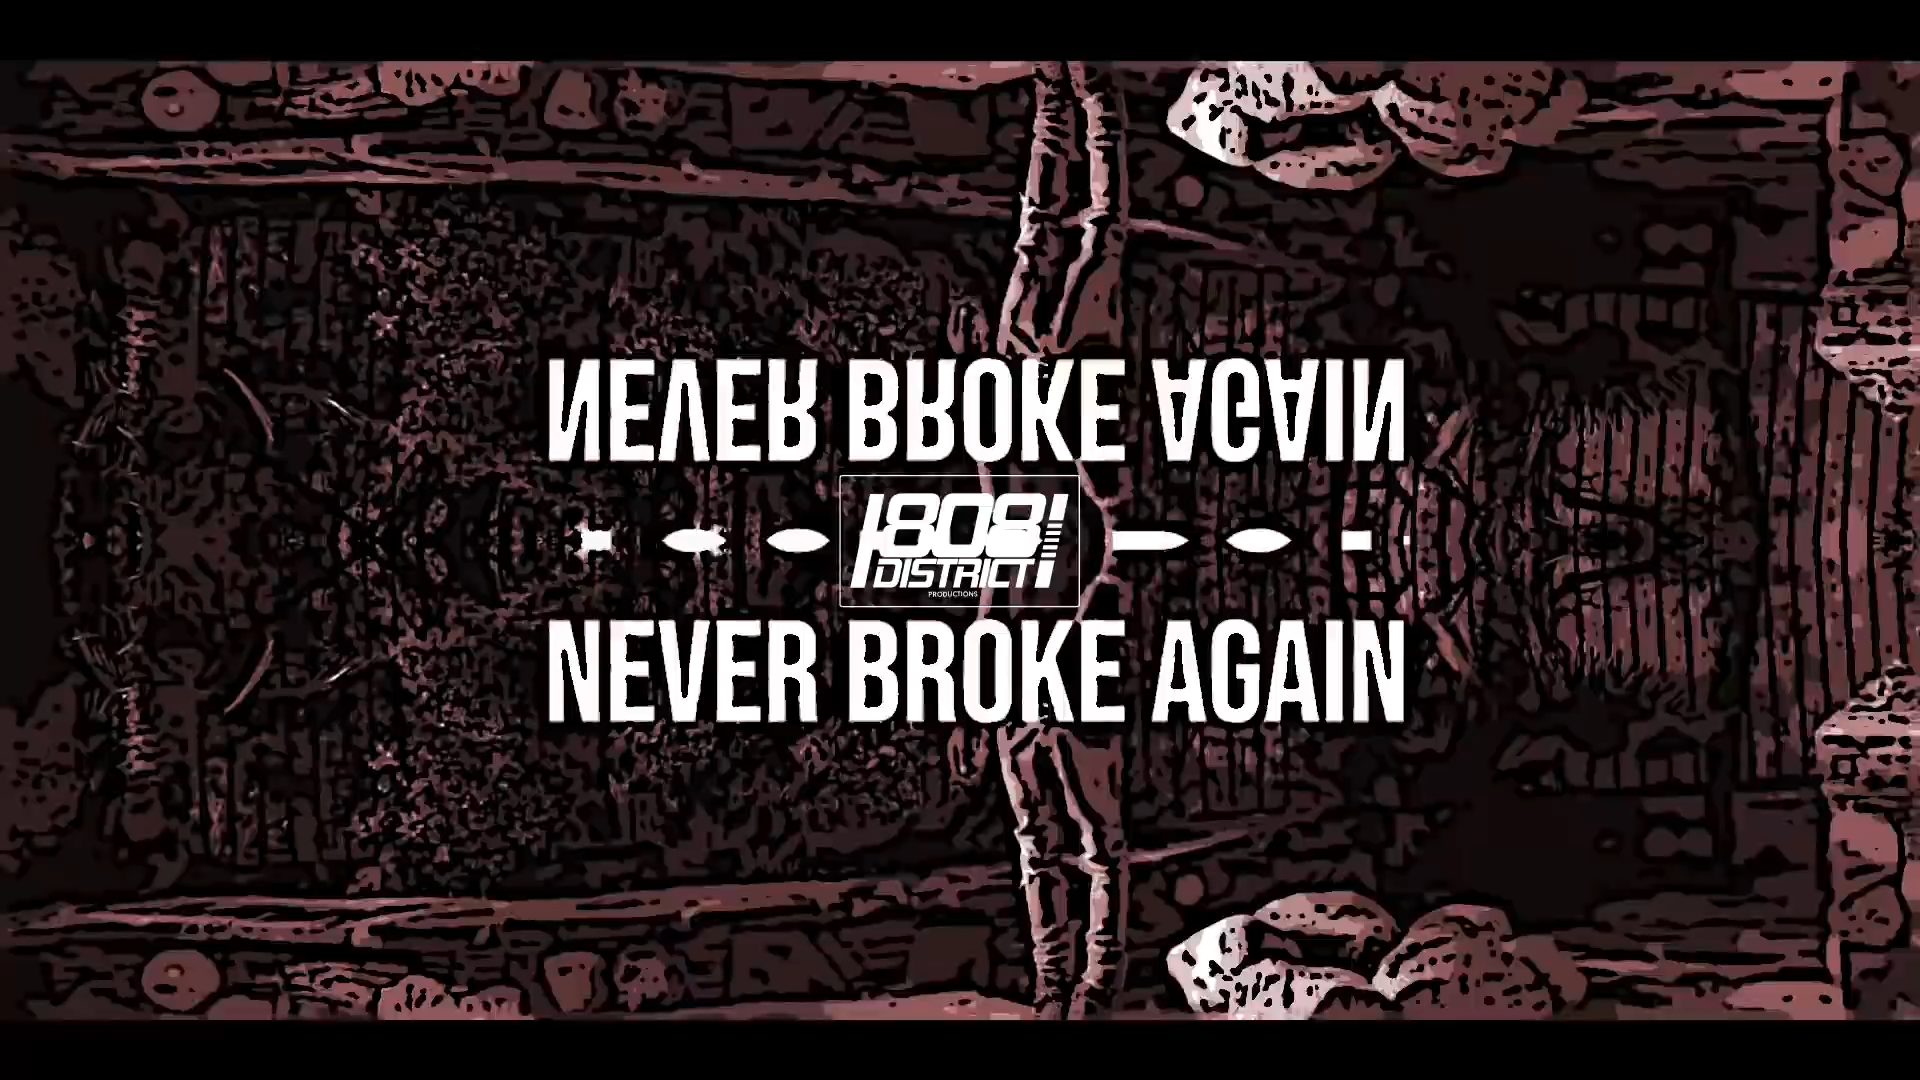 NEVER BROKE AGAIN
808
DISTRICT
PRODUCTIONS
NEVER BROKE AGAIN